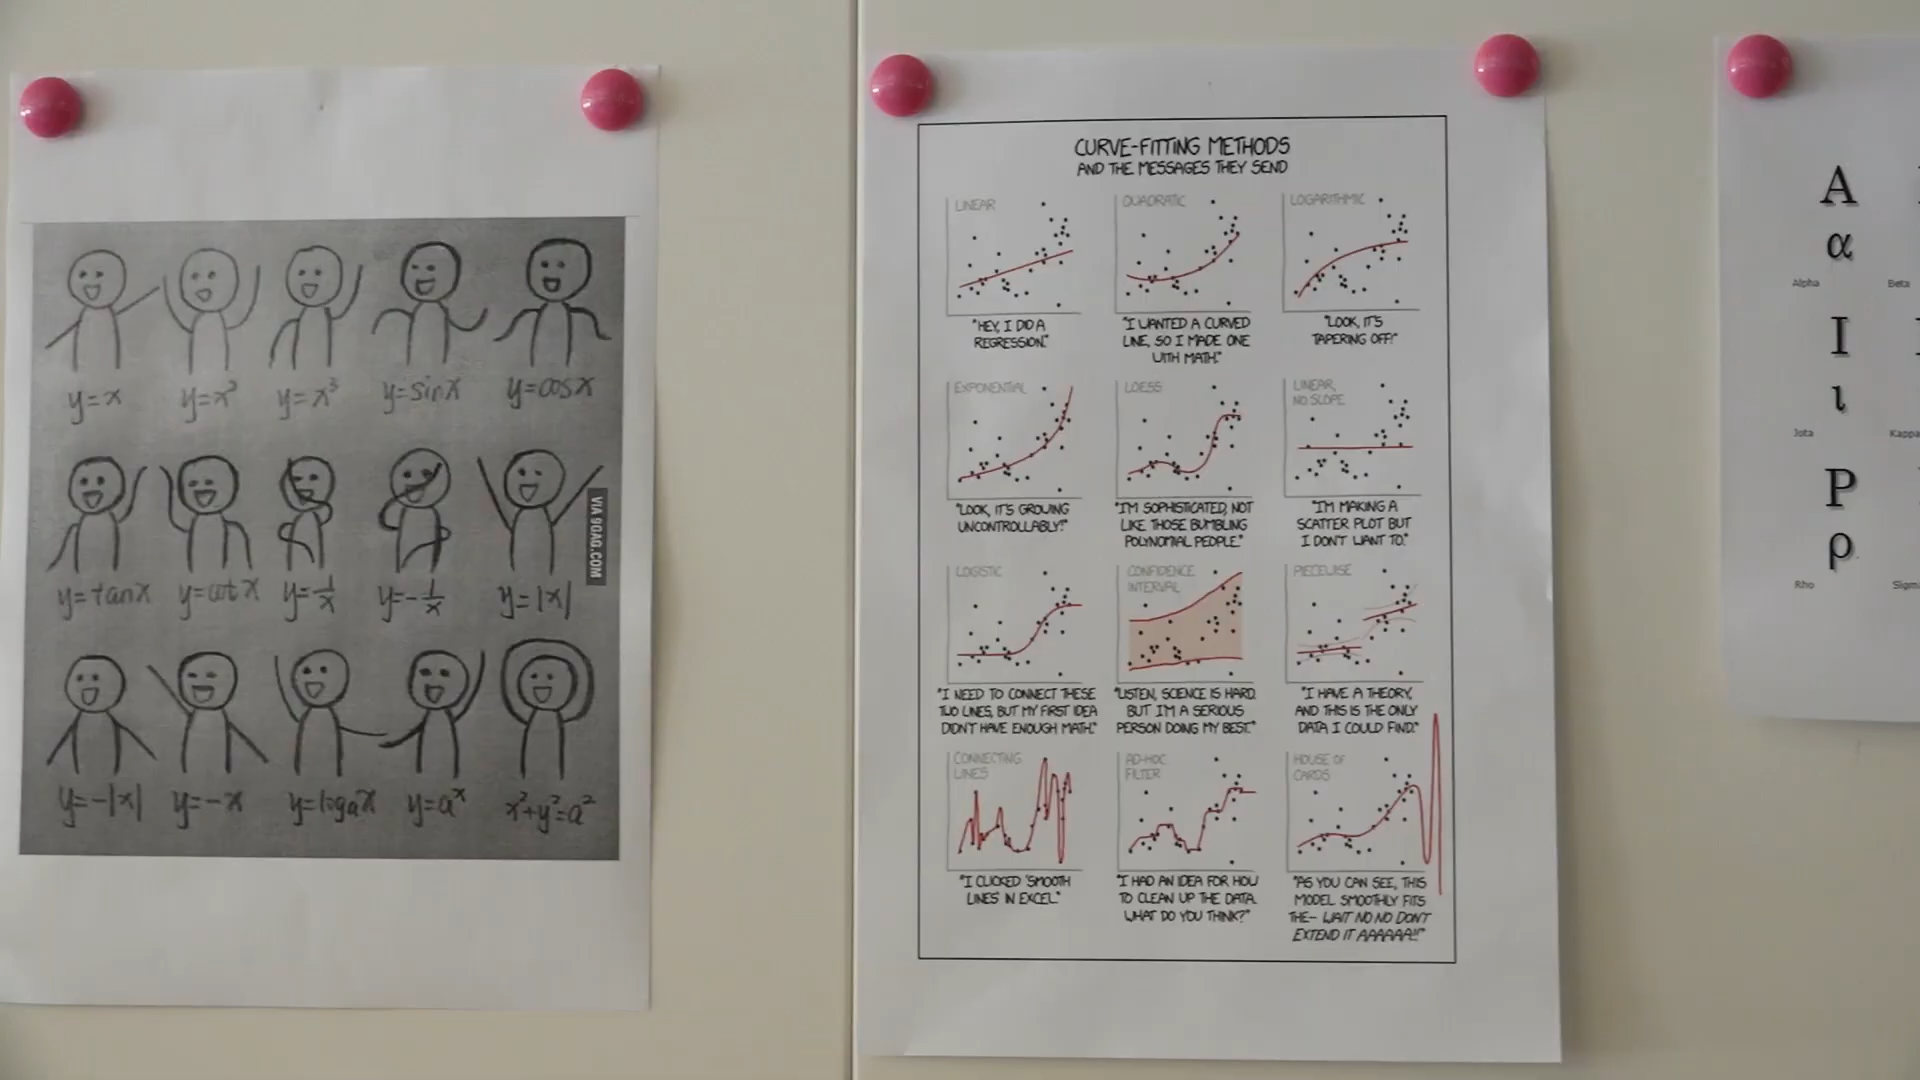 y=x
y=x²
y=x³
y=sinx
y=cosx
y=tanx
y=cotx
y=1/x
y=-1/x
y=|x|
VIA 9GAG.COM
y=-|x|
y=-x
y=logax
y=aˣ
x²+y²=a²
CURVE-FITTING METHODS
AND THE MESSAGES THEY SEND
LINEAR
"HEY, I DID A
REGRESSION."
QUADRATIC
"I WANTED A CURVED
LINE, SO I MADE ONE
WITH MATH."
LOGARITHMIC
"LOOK, IT'S
TAPERING OFF!"
EXPONENTIAL
"LOOK, IT'S GROWING
UNCONTROLLABLY!"
LOESS
"I'M SOPHISTICATED, NOT
LIKE THOSE BUMBLING
POLYNOMIAL PEOPLE."
LINEAR,
NO SLOPE
"I'M MAKING A
SCATTER PLOT BUT
I DON'T WANT TO."
LOGISTIC
"I NEED TO CONNECT THESE
TWO LINES, BUT MY FIRST IDEA
DIDN'T HAVE ENOUGH MATH."
CONFIDENCE
INTERVAL
"LISTEN, SCIENCE IS HARD.
BUT I'M A SERIOUS
PERSON DOING MY BEST."
PIECEWISE
"I HAVE A THEORY,
AND THIS IS THE ONLY
DATA I COULD FIND."
CONNECTING
LINES
"I CLICKED 'SMOOTH
LINES' IN EXCEL."
AD-HOC
FILTER
"I HAD AN IDEA FOR HOW
TO CLEAN UP THE DATA.
WHAT DO YOU THINK?"
HOUSE OF
CARDS
"AS YOU CAN SEE, THIS
MODEL SMOOTHLY FITS
THE- WAIT NO NO DON'T
EXTEND IT AAAAAA!!"
Α
α
Alpha Beta
Ι
ι
Jota Kappa
Ρ
ρ
Rho Sigm